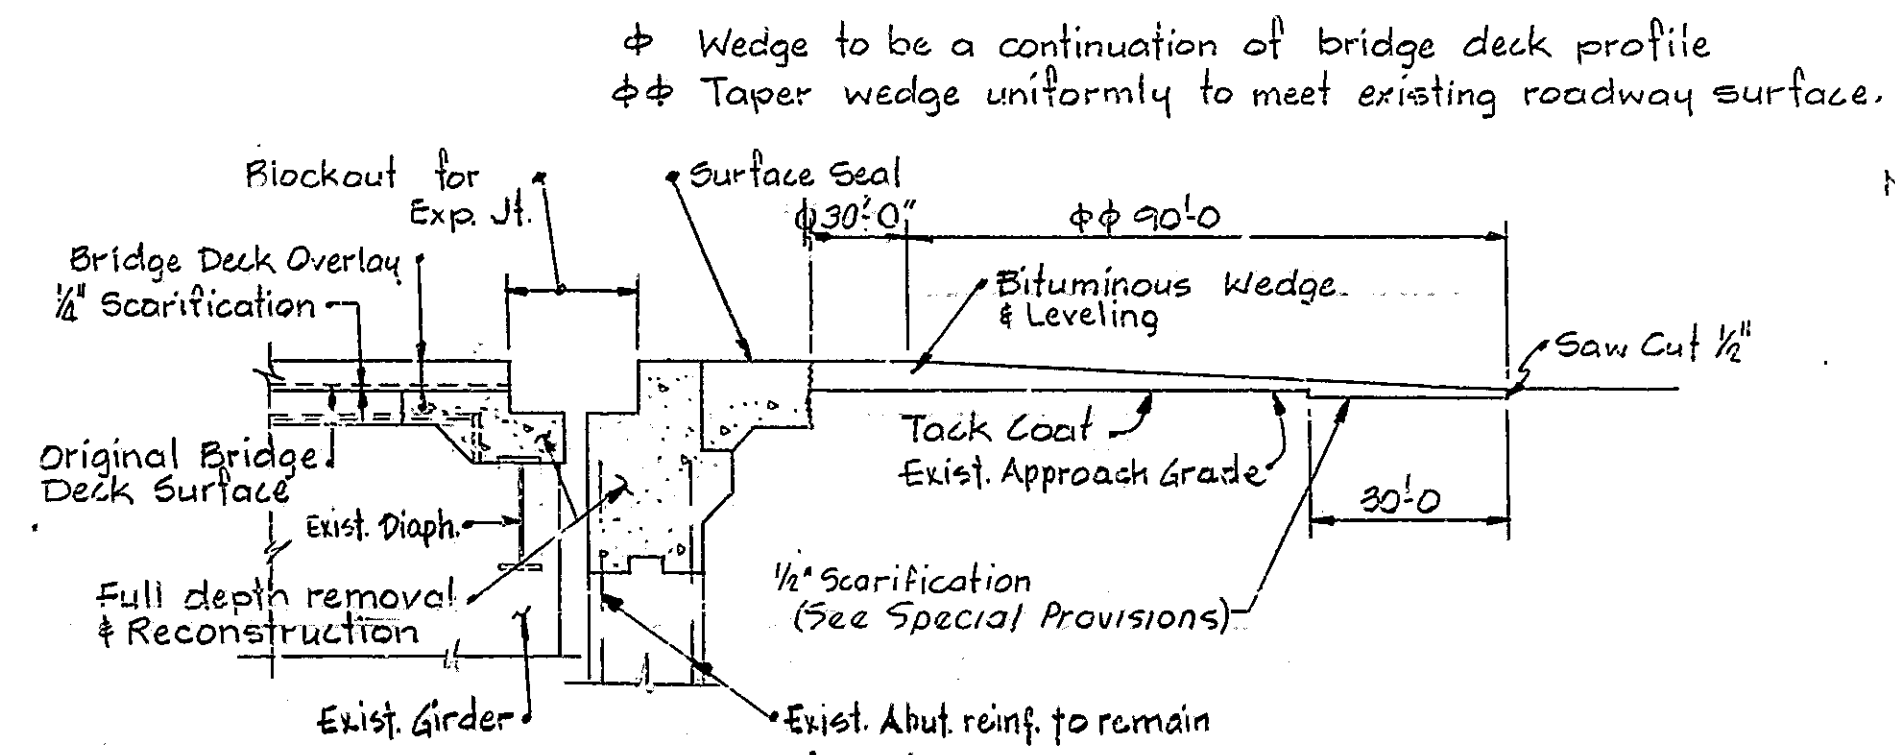 ϕ Wedge to be a continuation of bridge deck profile
ϕϕ Taper wedge uniformly to meet existing roadway surface.
Blockout for
Exp. Jt.
Surface Seal
ϕ 30'-0"
ϕϕ 90'-0
Bridge Deck Overlay
1/4" Scarification
Bituminous Wedge
& Leveling
Saw Cut 1/2"
Tack Coat
Exist. Approach Grade
Original Bridge
Deck Surface
30'-0
Exist. Diaph.
1/2" Scarification
(See Special Provisions)
Full depth removal
& Reconstruction
Exist. Girder
Exist. Abut. reinf. to remain